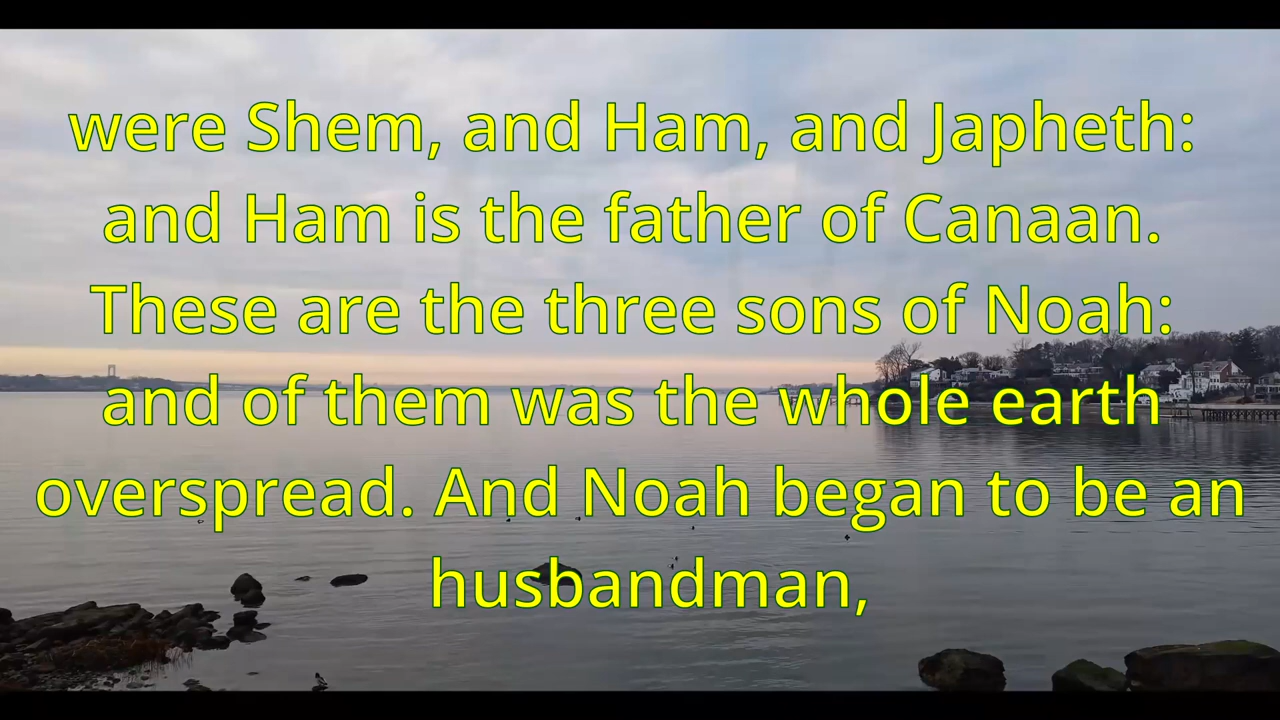 were Shem, and Ham, and Japheth:
and Ham is the father of Canaan.
These are the three sons of Noah:
and of them was the whole earth
overspread. And Noah began to be an
husbandman,